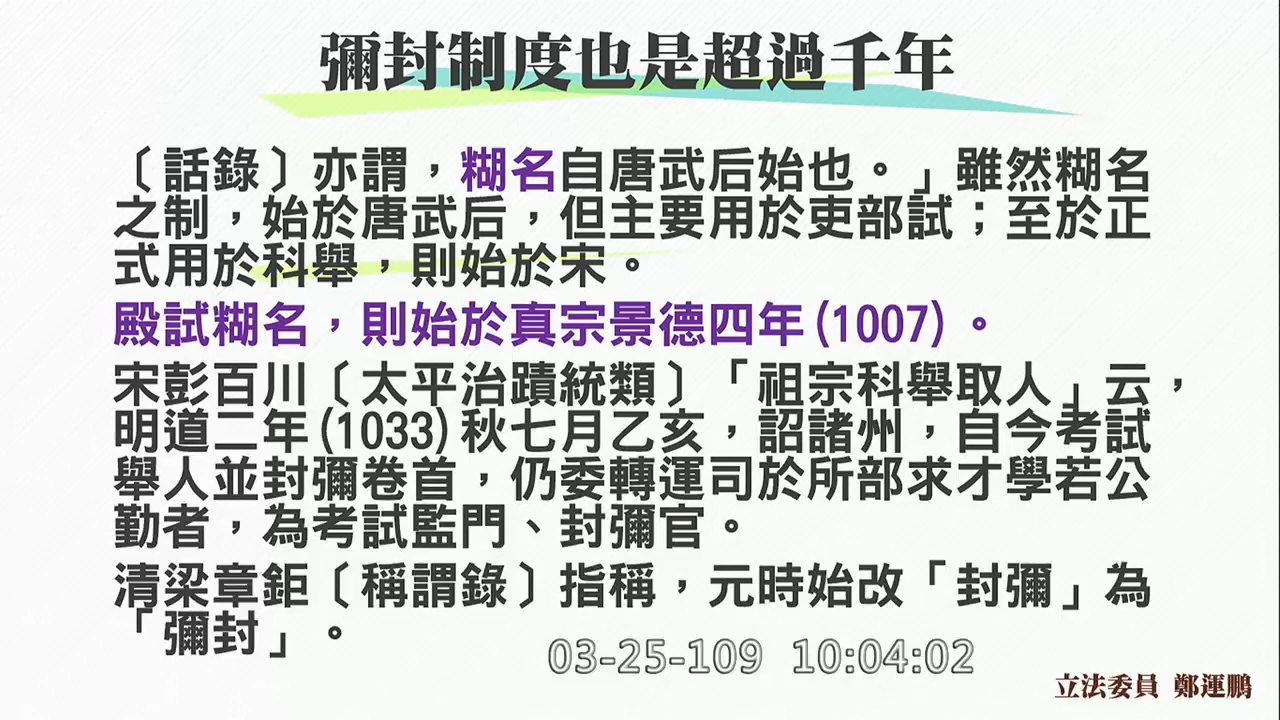 彌封制度也是超過千年
〔話錄〕亦謂，糊名自唐武后始也。」雖然糊名
之制，始於唐武后，但主要用於吏部試；至於正
式用於科舉，則始於宋。
殿試糊名，則始於真宗景德四年(1007)。
宋彭百川〔太平治蹟統類〕「祖宗科舉取人」云，
明道二年(1033)秋七月乙亥，詔諸州，自今考試
舉人並封彌卷首，仍委轉運司於所部求才學若公
勤者，為考試監門、封彌官。
清梁章鉅〔稱謂錄〕指稱，元時始改「封彌」為
「彌封」。
03-25-109 10:04:02
立法委員 鄭運鵬